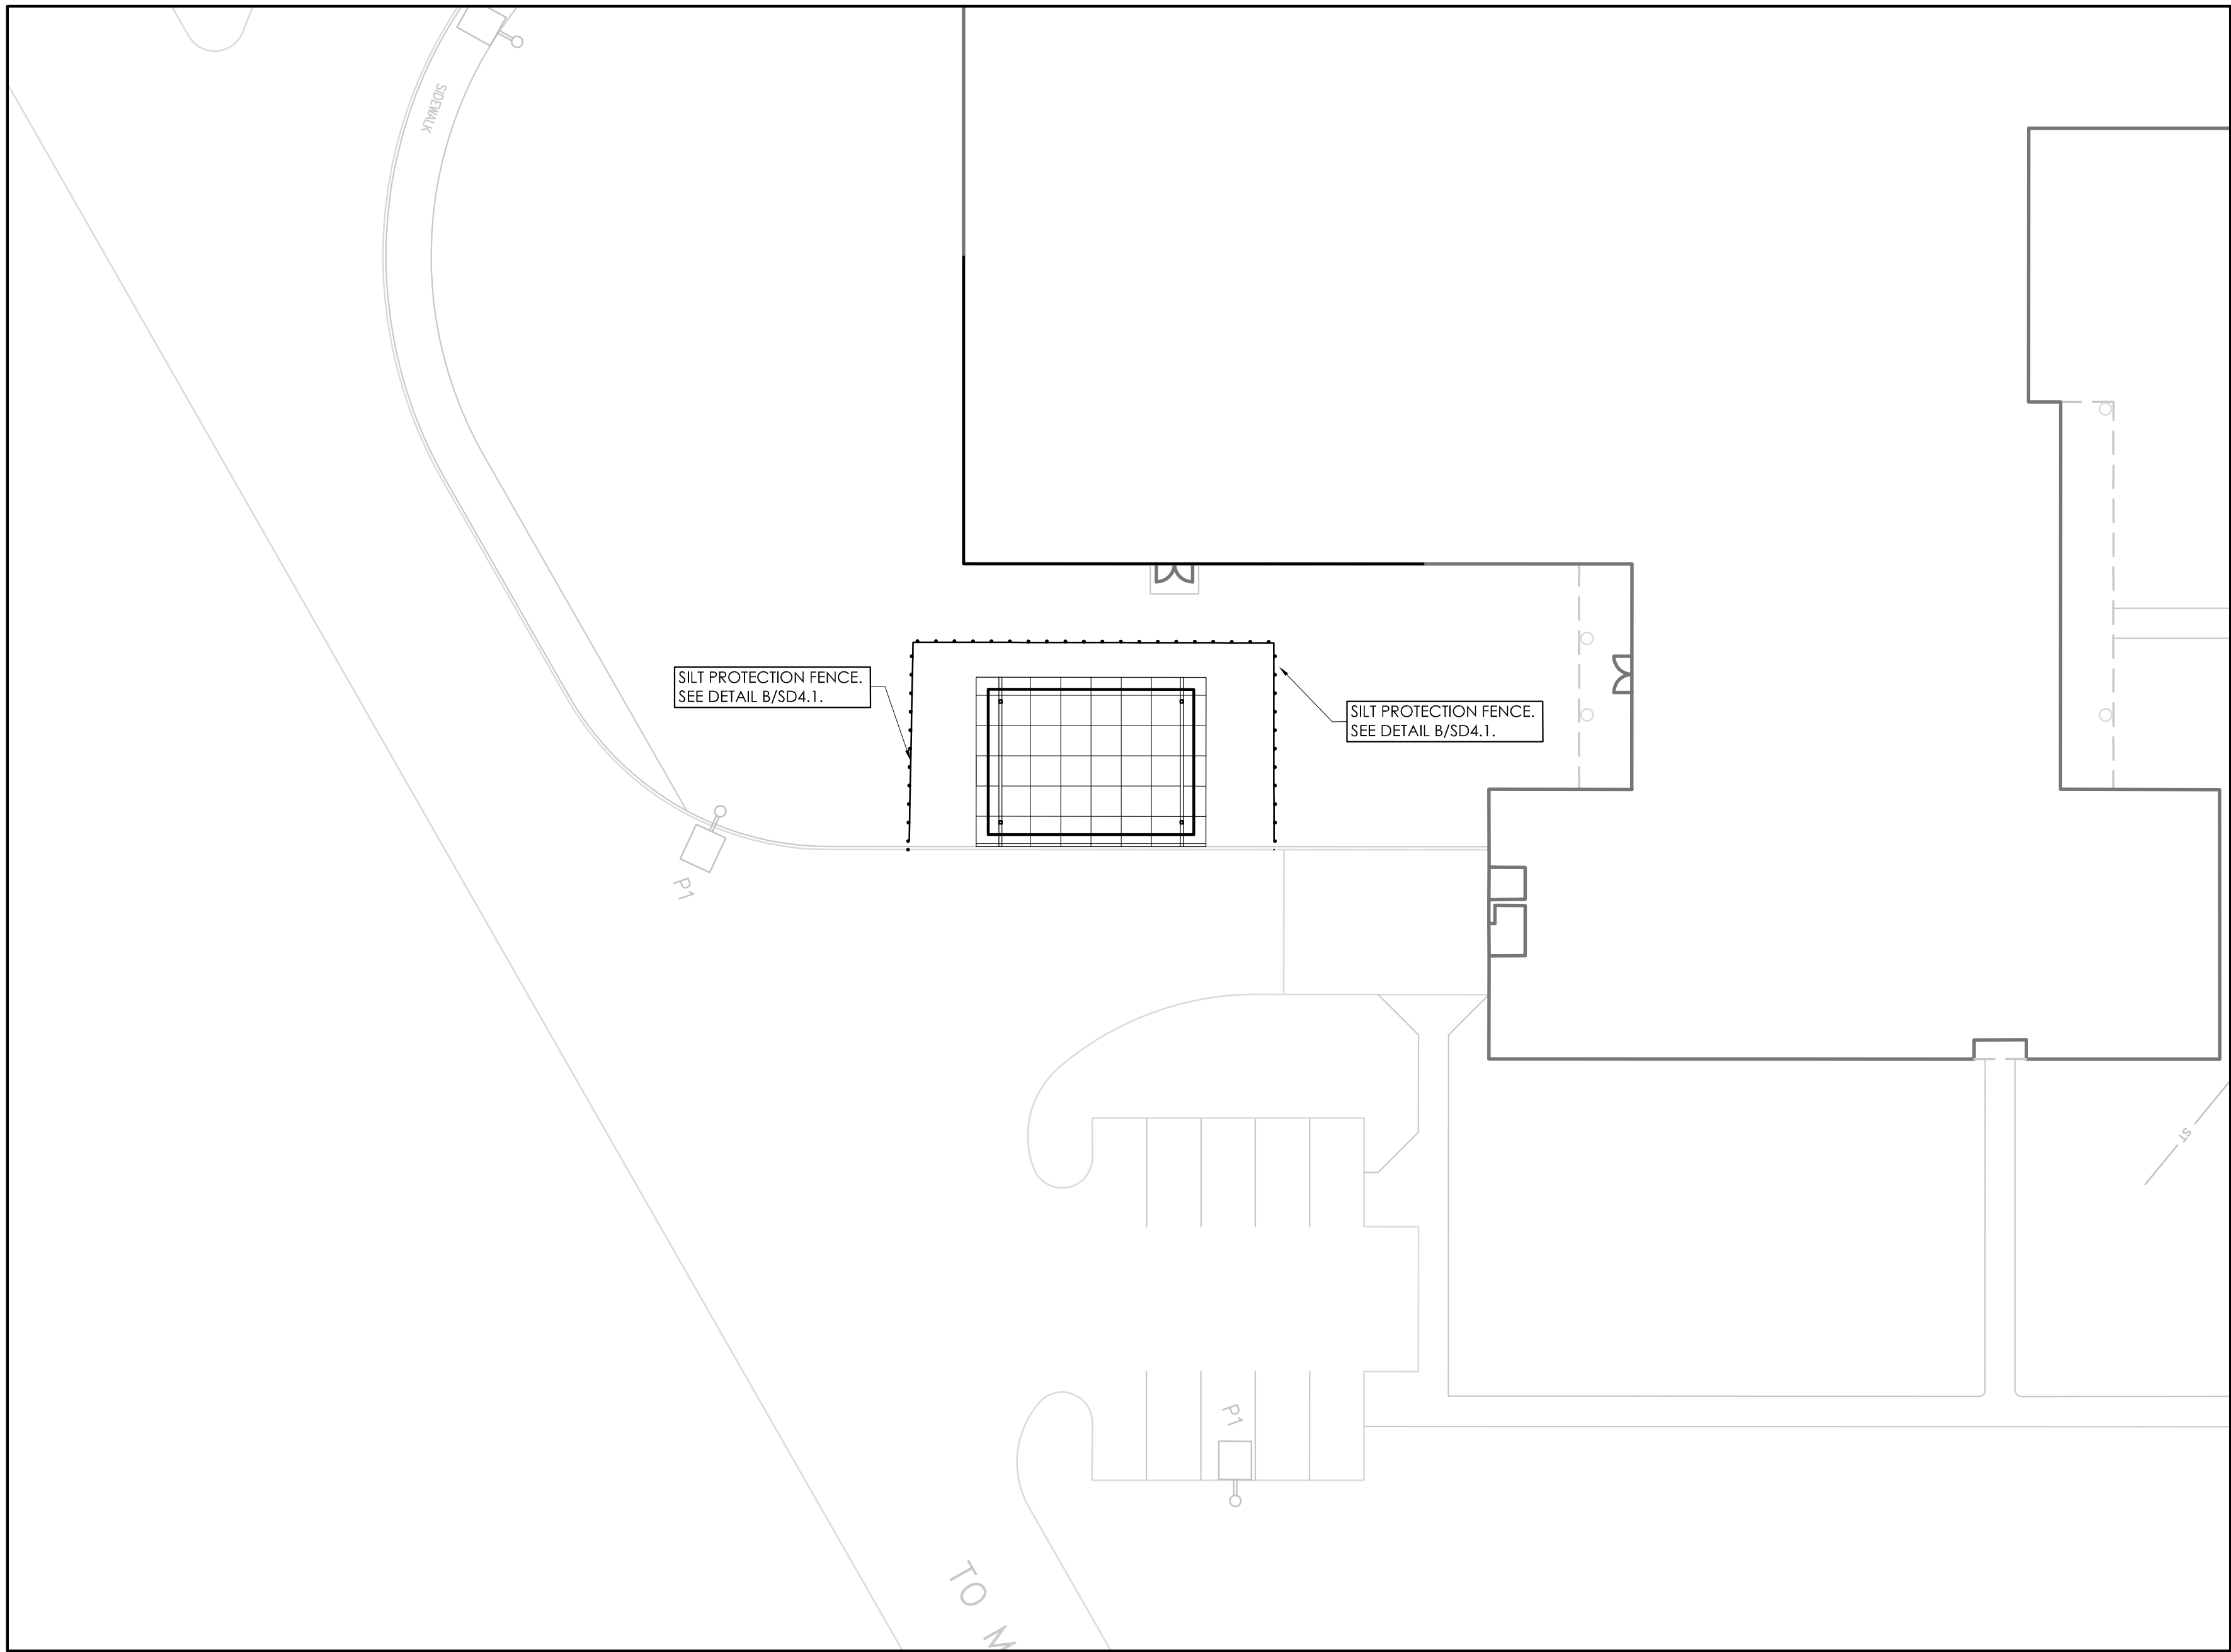 SIDEWALK
SILT PROTECTION FENCE.
SEE DETAIL B/SD4.1.
SILT PROTECTION FENCE.
SEE DETAIL B/SD4.1.
P1
ST
P1
TO M